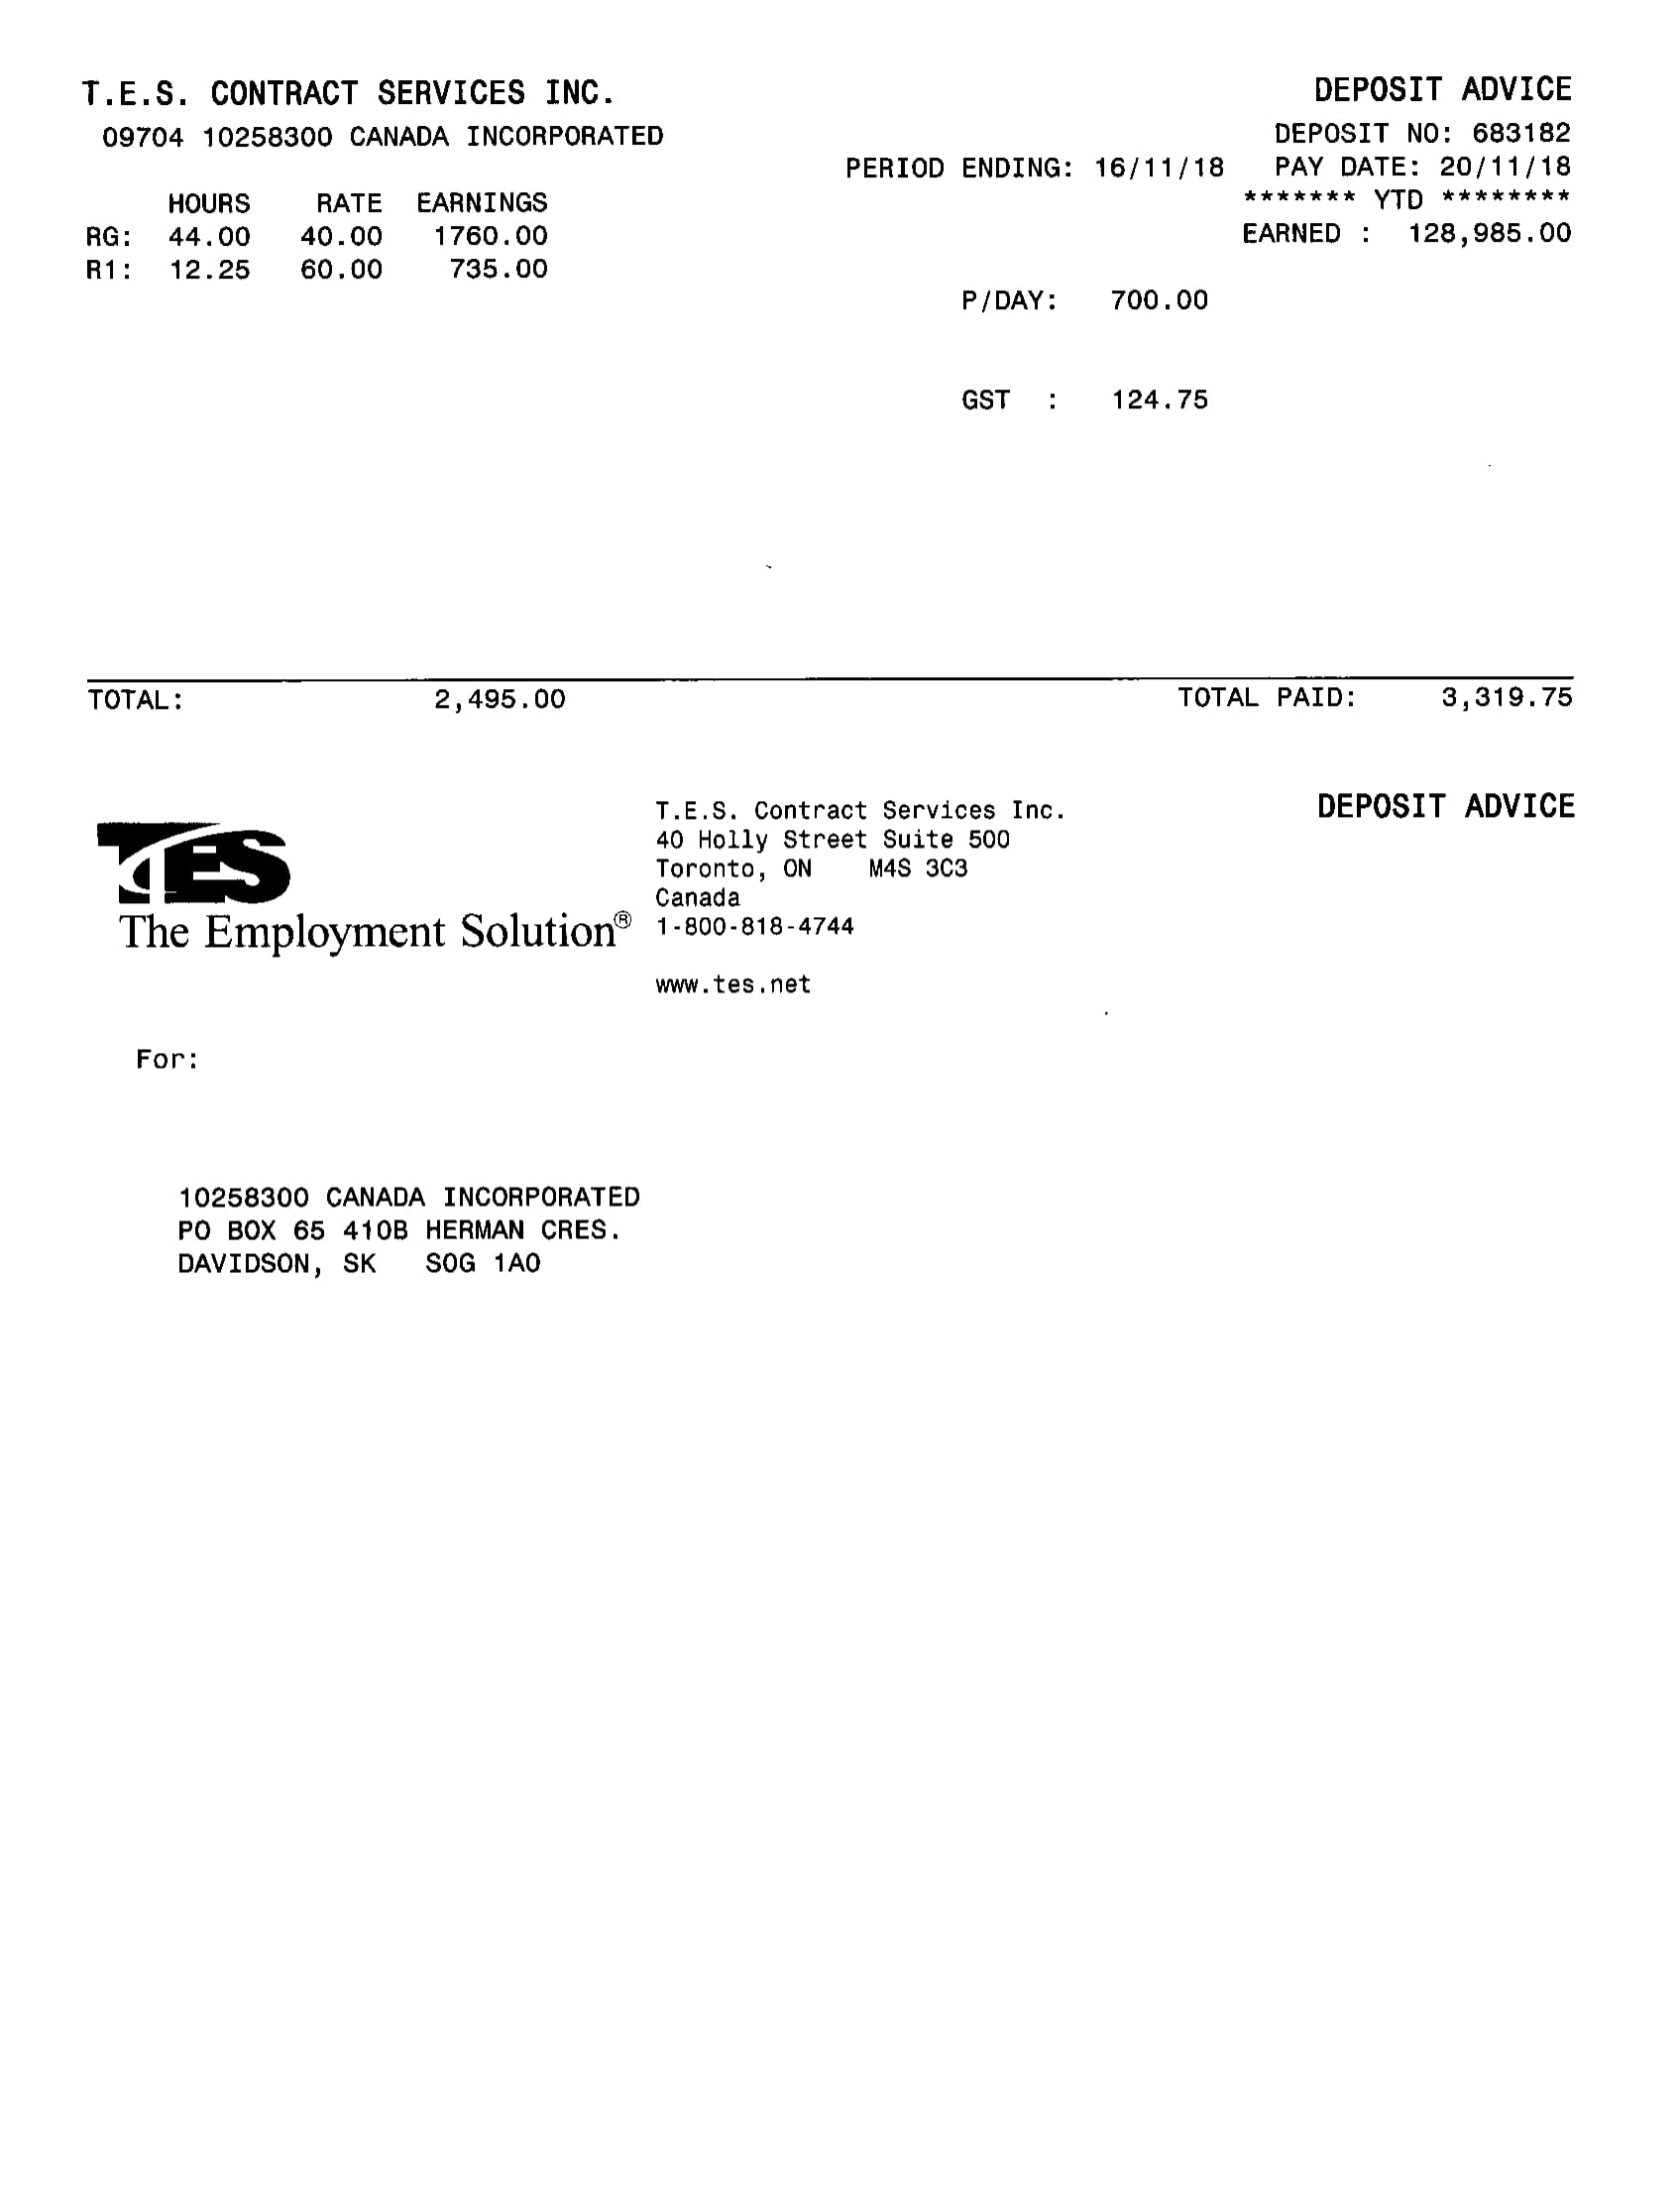 T.E.S. CONTRACT SERVICES INC. DEPOSIT ADVICE
09704 10258300 CANADA INCORPORATED DEPOSIT NO: 683182
PERIOD ENDING: 16/11/18 PAY DATE: 20/11/18
HOURS RATE EARNINGS ******* YTD ********
RG: 44.00 40.00 1760.00 EARNED : 128,985.00
R1: 12.25 60.00 735.00
P/DAY: 700.00
GST : 124.75
TOTAL: 2,495.00 TOTAL PAID: 3,319.75
DEPOSIT ADVICE
TES
The Employment Solution®
T.E.S. Contract Services Inc.
40 Holly Street Suite 500
Toronto, ON M4S 3C3
Canada
1-800-818-4744
www.tes.net
For:
10258300 CANADA INCORPORATED
PO BOX 65 410B HERMAN CRES.
DAVIDSON, SK S0G 1A0